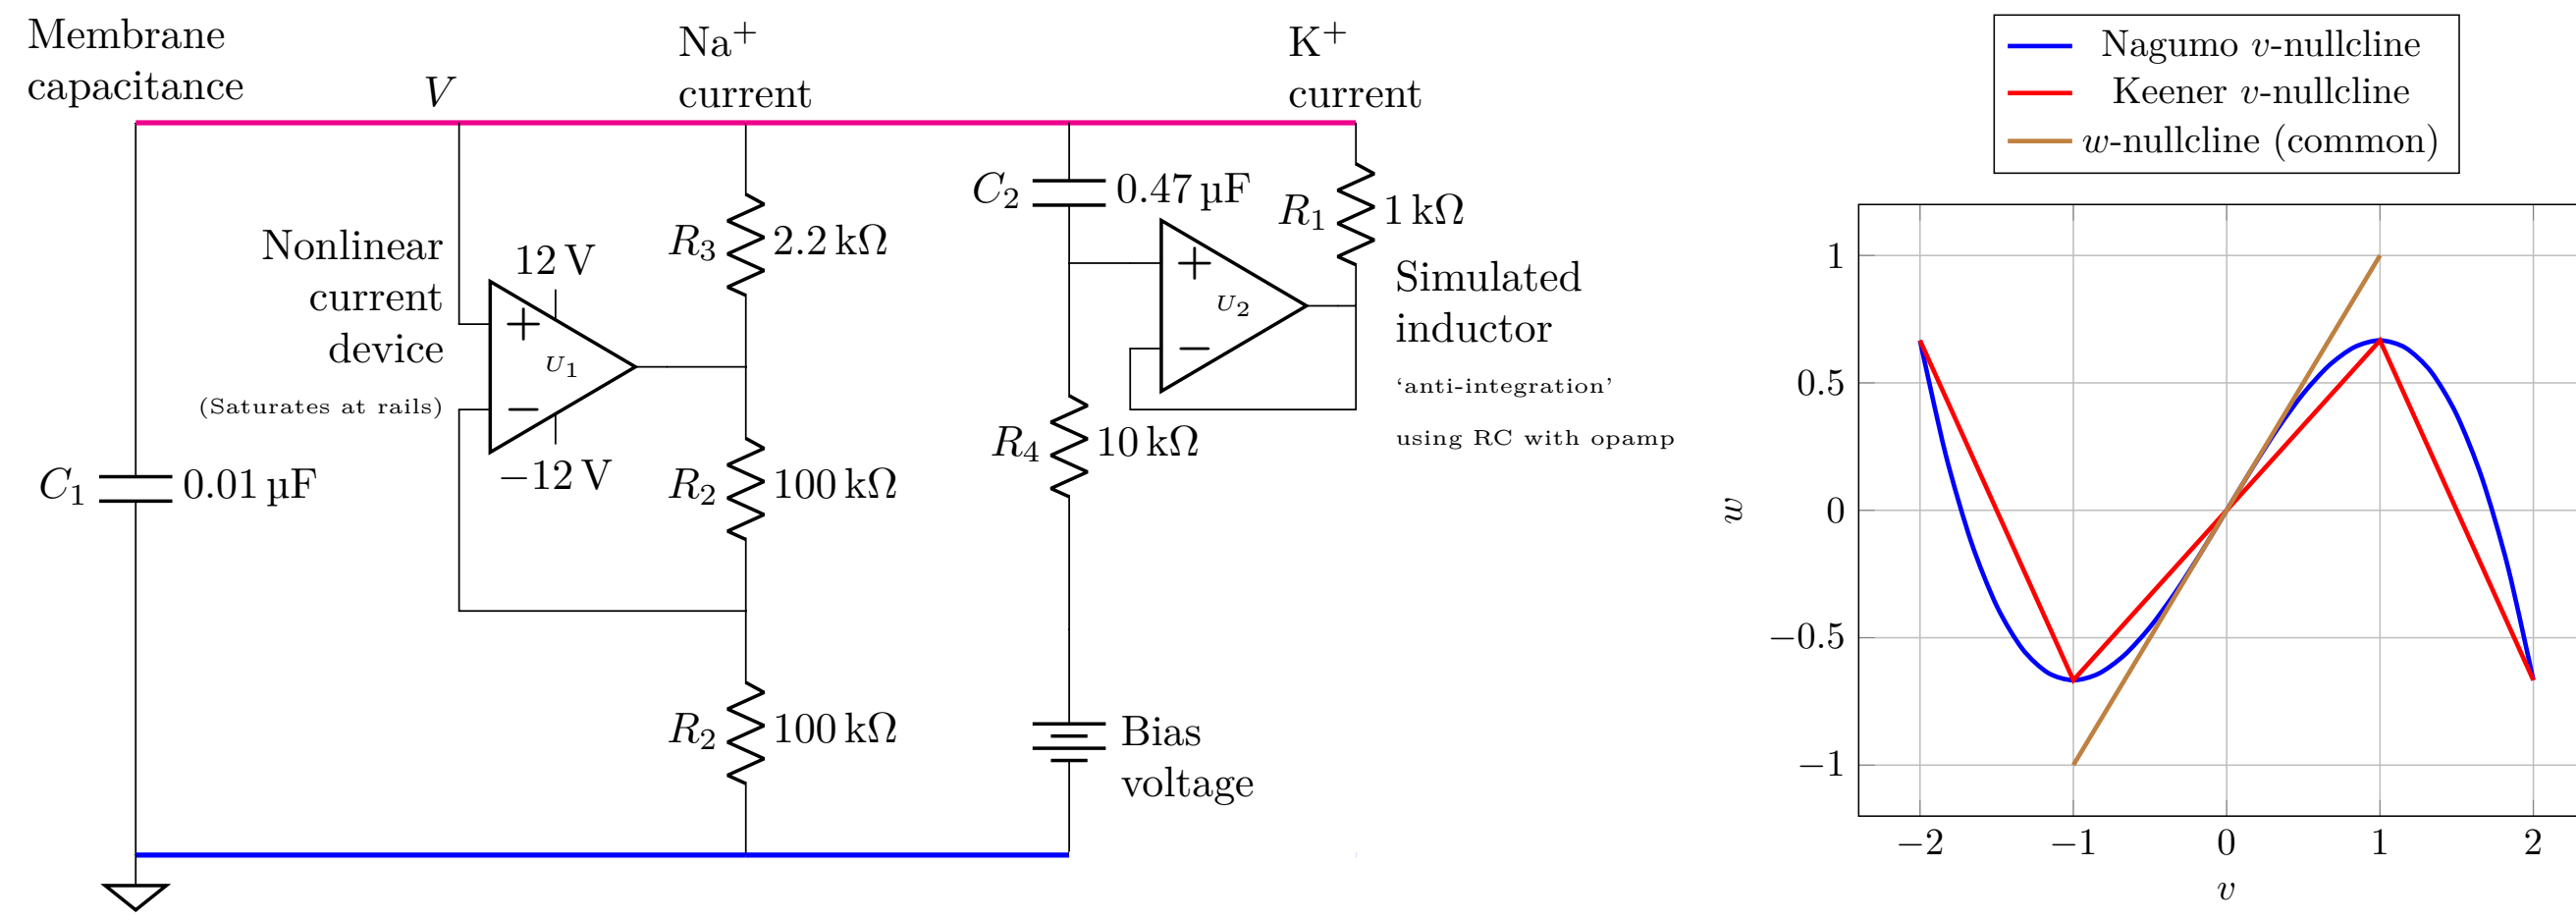 Membrane
capacitance
V
Na⁺
current
K⁺
current
C₂ 0.47 µF
R₁ 1 kΩ
Nonlinear
current
device
(Saturates at rails)
12 V
+
U₁
−
−12 V
R₃ 2.2 kΩ
+
U₂
−
Simulated
inductor
‘anti-integration’
using RC with opamp
R₄ 10 kΩ
C₁ 0.01 µF
R₂ 100 kΩ
R₂ 100 kΩ
Bias
voltage
Nagumo v-nullcline
Keener v-nullcline
w-nullcline (common)
1
0.5
0
−0.5
−1
w
−2 −1 0 1 2
v